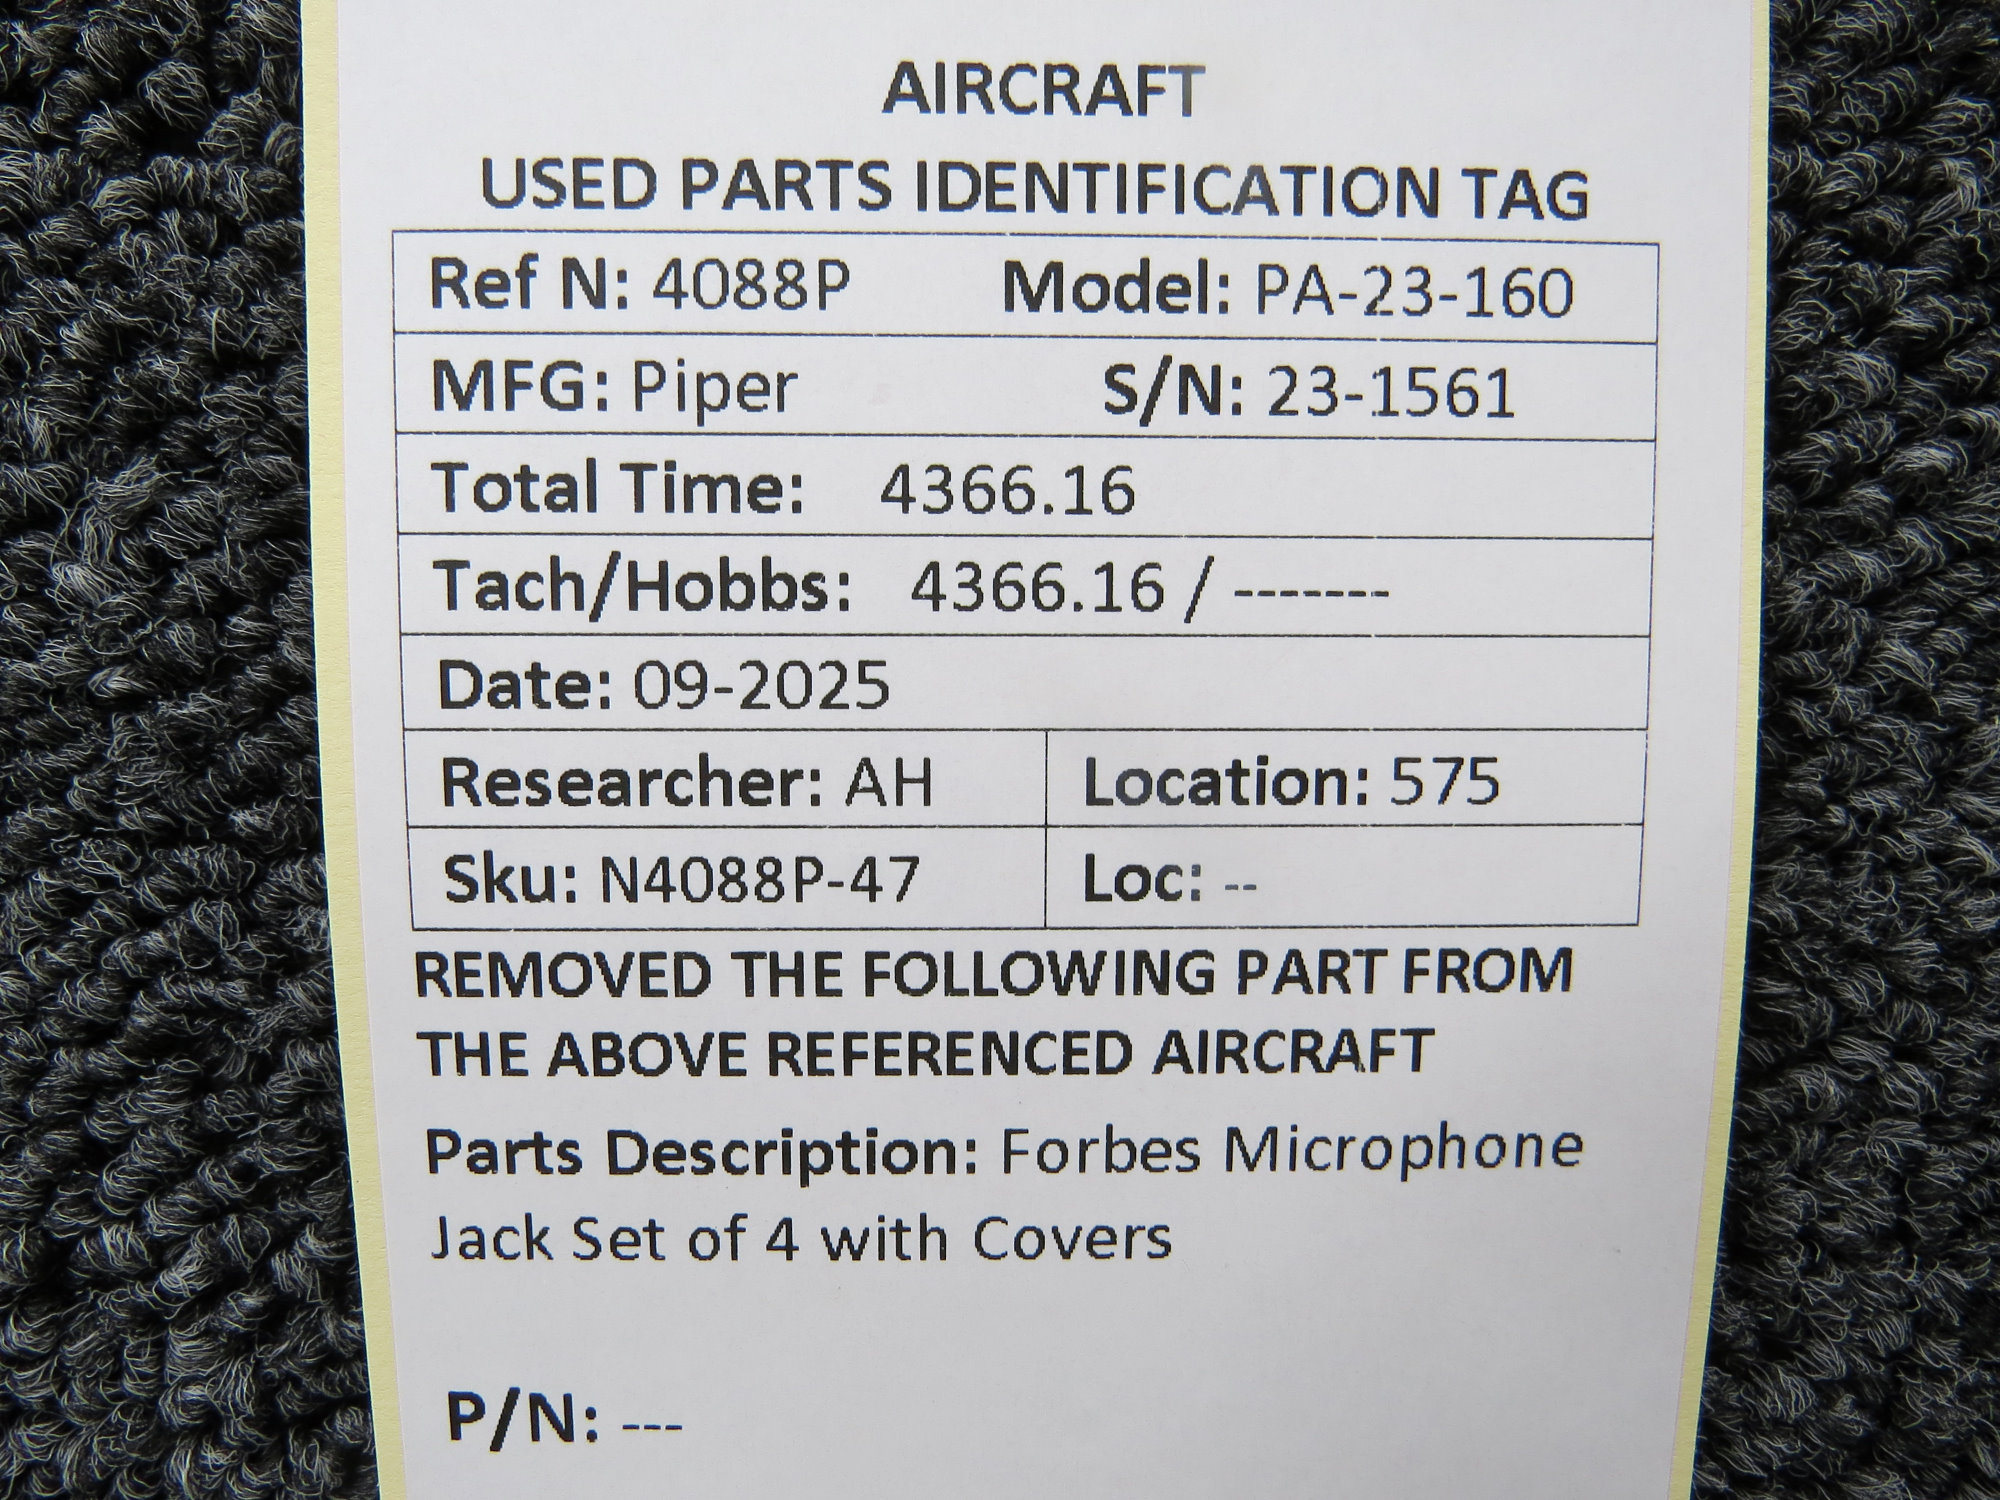 AIRCRAFT
USED PARTS IDENTIFICATION TAG
Ref N: 4088P Model: PA-23-160
MFG: Piper S/N: 23-1561
Total Time: 4366.16
Tach/Hobbs: 4366.16 / -------
Date: 09-2025
Researcher: AH Location: 575
Sku: N4088P-47 Loc: --
REMOVED THE FOLLOWING PART FROM
THE ABOVE REFERENCED AIRCRAFT
Parts Description: Forbes Microphone
Jack Set of 4 with Covers
P/N: ---